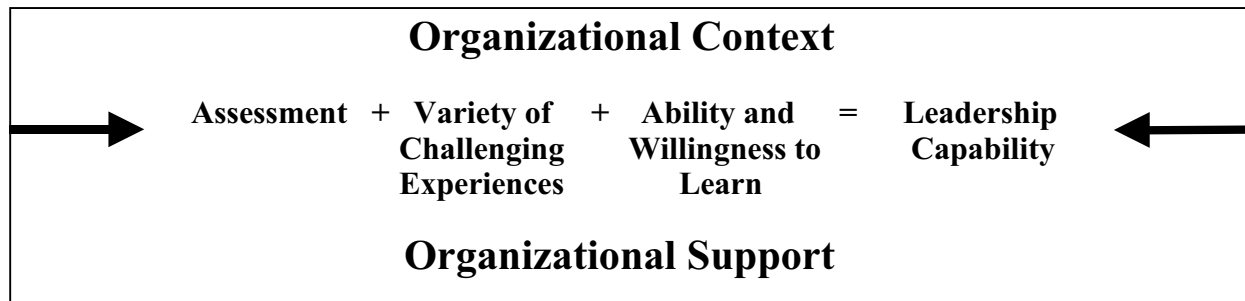 Organizational Context
Assessment + Variety of + Ability and = Leadership
Challenging Willingness to Capability
Experiences Learn
Organizational Support